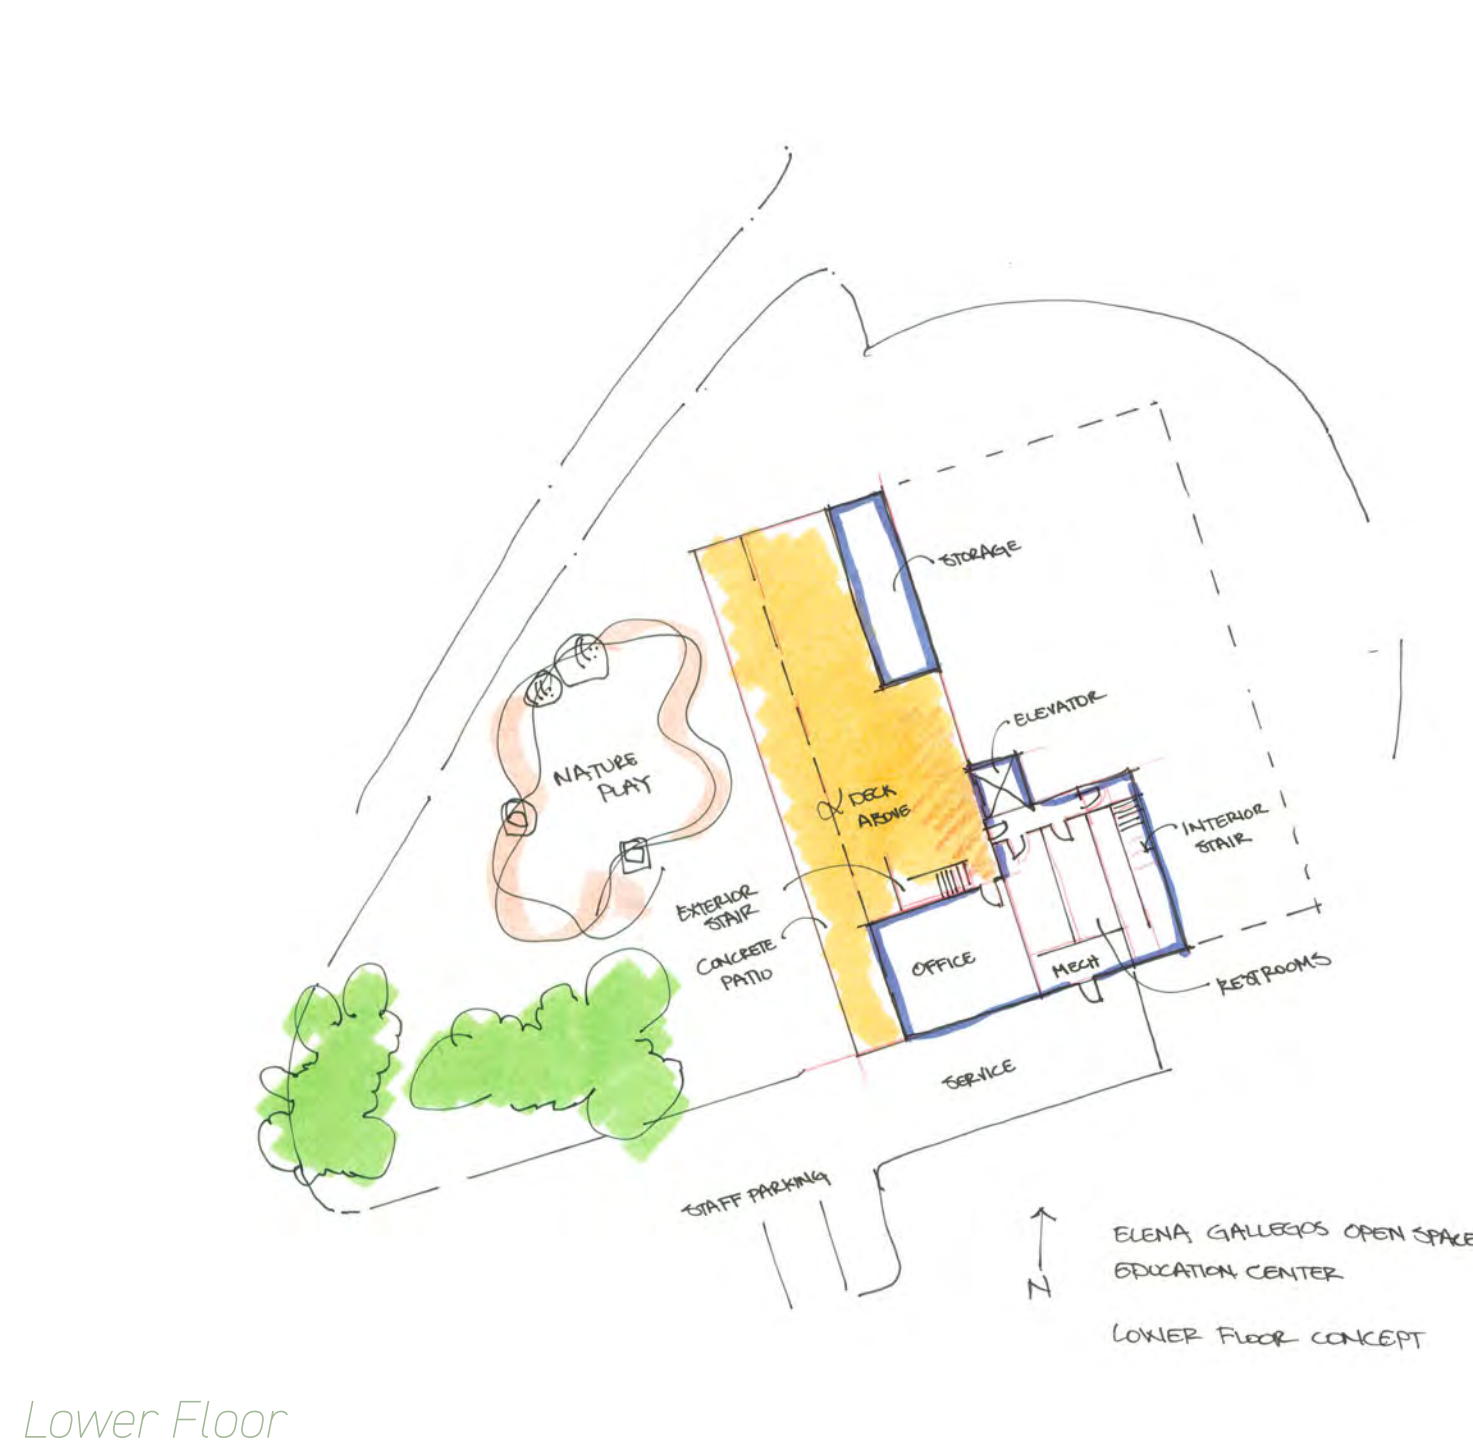 STORAGE
ELEVATOR
NATURE
PLAY
DECK
ABOVE
INTERIOR
STAIR
EXTERIOR
STAIR
CONCRETE
PATIO
OFFICE
MECH
RESTROOMS
SERVICE
STAFF PARKING
N
ELENA GALLEGOS OPEN SPACE
EDUCATION CENTER
LOWER FLOOR CONCEPT
Lower Floor